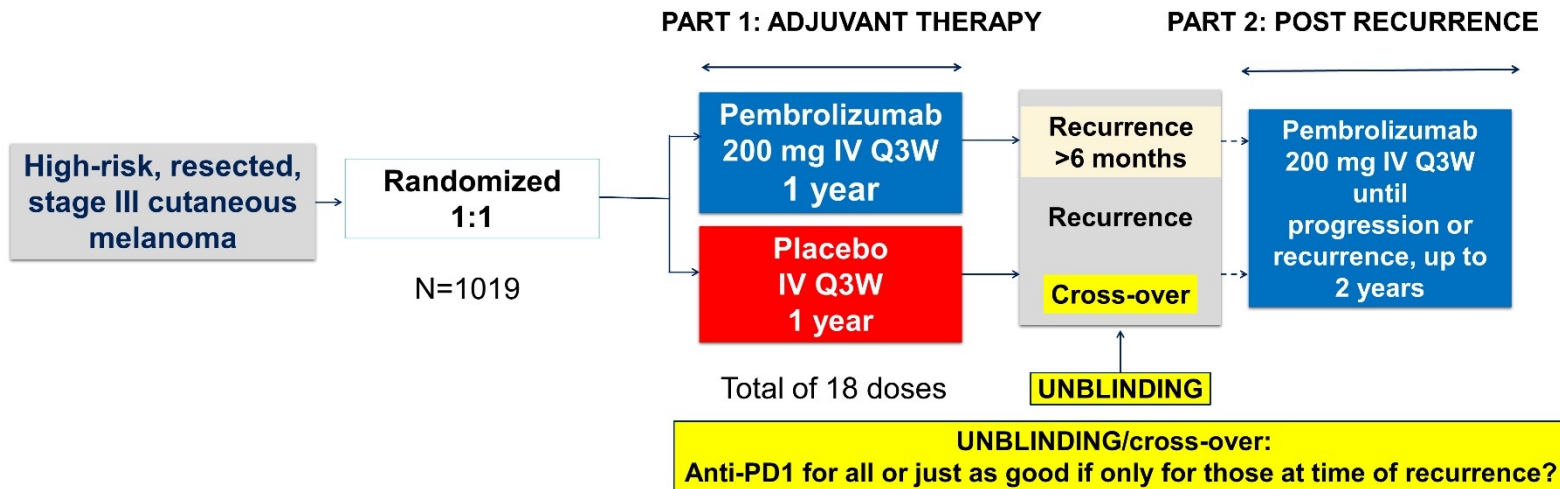 PART 1: ADJUVANT THERAPY
PART 2: POST RECURRENCE
High-risk, resected,
stage III cutaneous
melanoma
Randomized
1:1
N=1019
Pembrolizumab
200 mg IV Q3W
1 year
Placebo
IV Q3W
1 year
Total of 18 doses
Recurrence
>6 months
Recurrence
Cross-over
UNBLINDING
Pembrolizumab
200 mg IV Q3W
until
progression or
recurrence, up to
2 years
UNBLINDING/cross-over:
Anti-PD1 for all or just as good if only for those at time of recurrence?